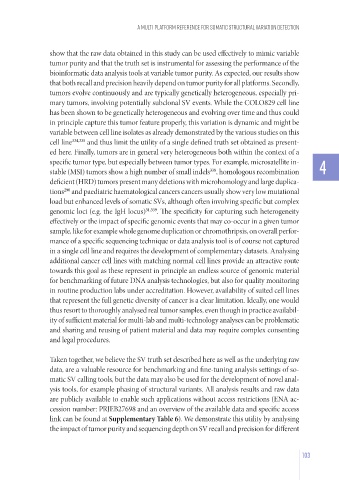 A MULTI PLATFORM REFERENCE FOR SOMATIC STRUCTURAL VARIATION DETECTION
show that the raw data obtained in this study can be used effectively to mimic variable
tumor purity and that the truth set is instrumental for assessing the performance of the
bioinformatic data analysis tools at variable tumor purity. As expected, our results show
that both recall and precision heavily depend on tumor purity for all platforms. Secondly,
tumors evolve continuously and are typically genetically heterogeneous, especially pri-
mary tumors, involving potentially subclonal SV events. While the COLO829 cell line
has been shown to be genetically heterogeneous and evolving over time and thus could
in principle capture this tumor feature properly, this variation is dynamic and might be
variable between cell line isolates as already demonstrated by the various studies on this
cell line and thus limit the utility of a single defined truth set obtained as present-
ed here. Finally, tumors are in general very heterogeneous both within the context of a
specific tumor type, but especially between tumor types. For example, microsatellite in-
stable (MSI) tumors show a high number of small indels, homologous recombination
deficient (HRD) tumors present many deletions with microhomology and large duplica-
tions and paediatric haematological cancers usually show very low mutational
load but enhanced levels of somatic SVs, although often involving specific but complex
genomic loci (e.g. the IgH locus). The specificity for capturing such heterogeneity
effectively or the impact of specific genomic events that may co-occur in a given tumor
sample, like for example whole genome duplication or chromothripsis, on overall perfor-
mance of a specific sequencing technique or data analysis tool is of course not captured
in a single cell line and requires the development of complementary datasets. Analysing
additional cancer cell lines with matching normal cell lines provide an attractive route
towards this goal as these represent in principle an endless source of genomic material
for benchmarking of future DNA analysis technologies, but also for quality monitoring
in routine production labs under accreditation. However, availability of suited cell lines
that represent the full genetic diversity of cancer is a clear limitation. Ideally, one would
thus resort to thoroughly analysed real tumor samples, even though in practice availabil-
ity of sufficient material for multi-lab and multi-technology analyses can be problematic
and sharing and reusing of patient material and data may require complex consenting
and legal procedures.
4
Taken together, we believe the SV truth set described here as well as the underlying raw
data, are a valuable resource for benchmarking and fine-tuning analysis settings of so-
matic SV calling tools, but the data may also be used for the development of novel anal-
ysis tools, for example phasing of structural variants. All analysis results and raw data
are publicly available to enable such applications without access restrictions (ENA ac-
cession number: PRJEB27698 and an overview of the available data and specific access
link can be found at Supplementary Table 6). We demonstrate this utility by analysing
the impact of tumor purity and sequencing depth on SV recall and precision for different
103